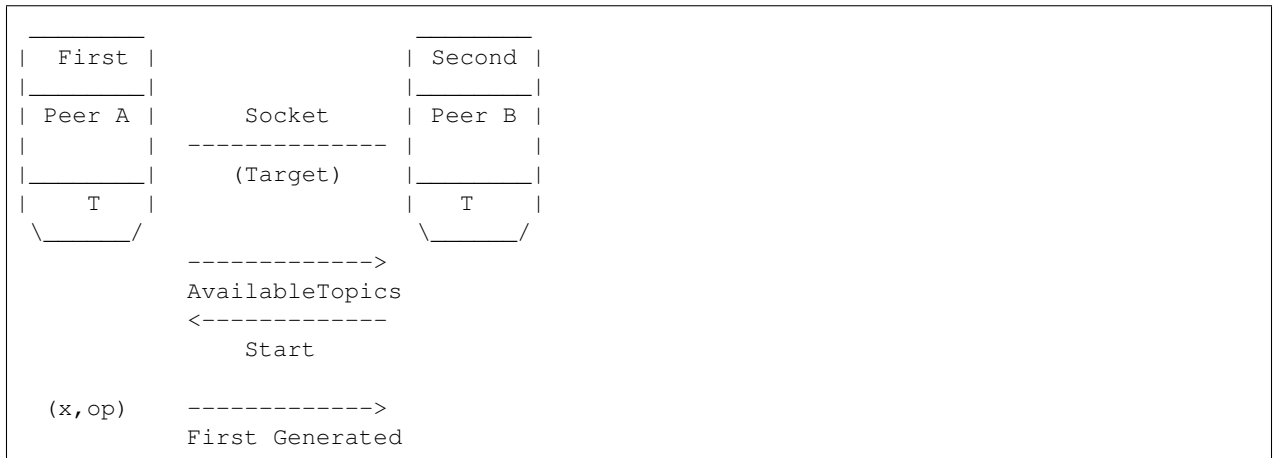 First Second
Peer A Socket Peer B
(Target)
T T
------------->
AvailableTopics
<-------------
Start
(x,op) ------------->
First Generated